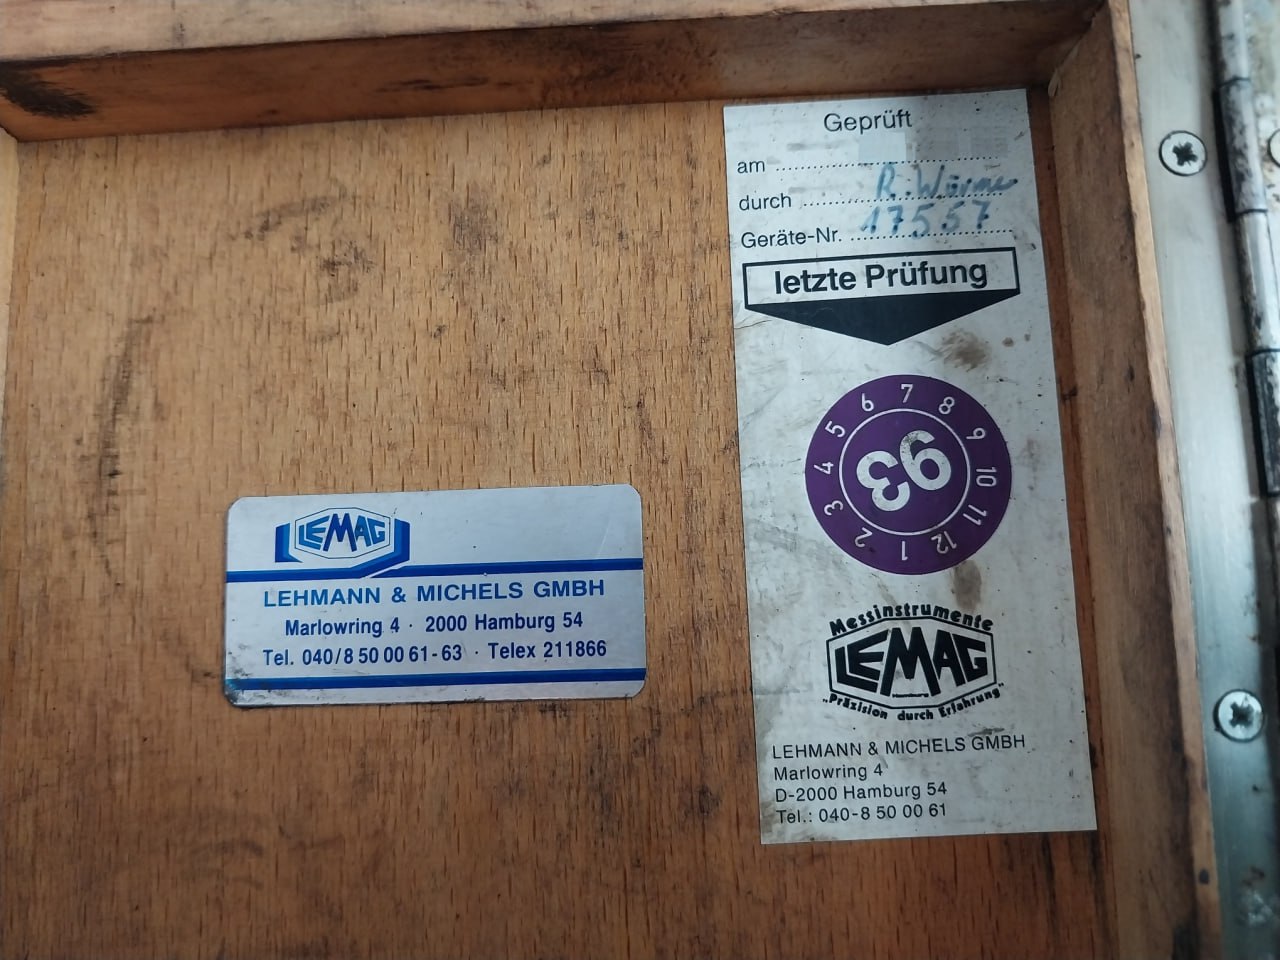 LEMAG
LEHMANN & MICHELS GMBH
Marlowring 4 · 2000 Hamburg 54
Tel. 040/8 50 00 61-63 · Telex 211866
Geprüft
am
durch R.
Geräte-Nr. 17557
letzte Prüfung
1 2 3 4 5 6 7 8 9 10 11 12
93
Messinstrumente
LEMAG
Hamburg
„Präzision durch Erfahrung"
LEHMANN & MICHELS GMBH
Marlowring 4
D-2000 Hamburg 54
Tel.: 040-8 50 00 61